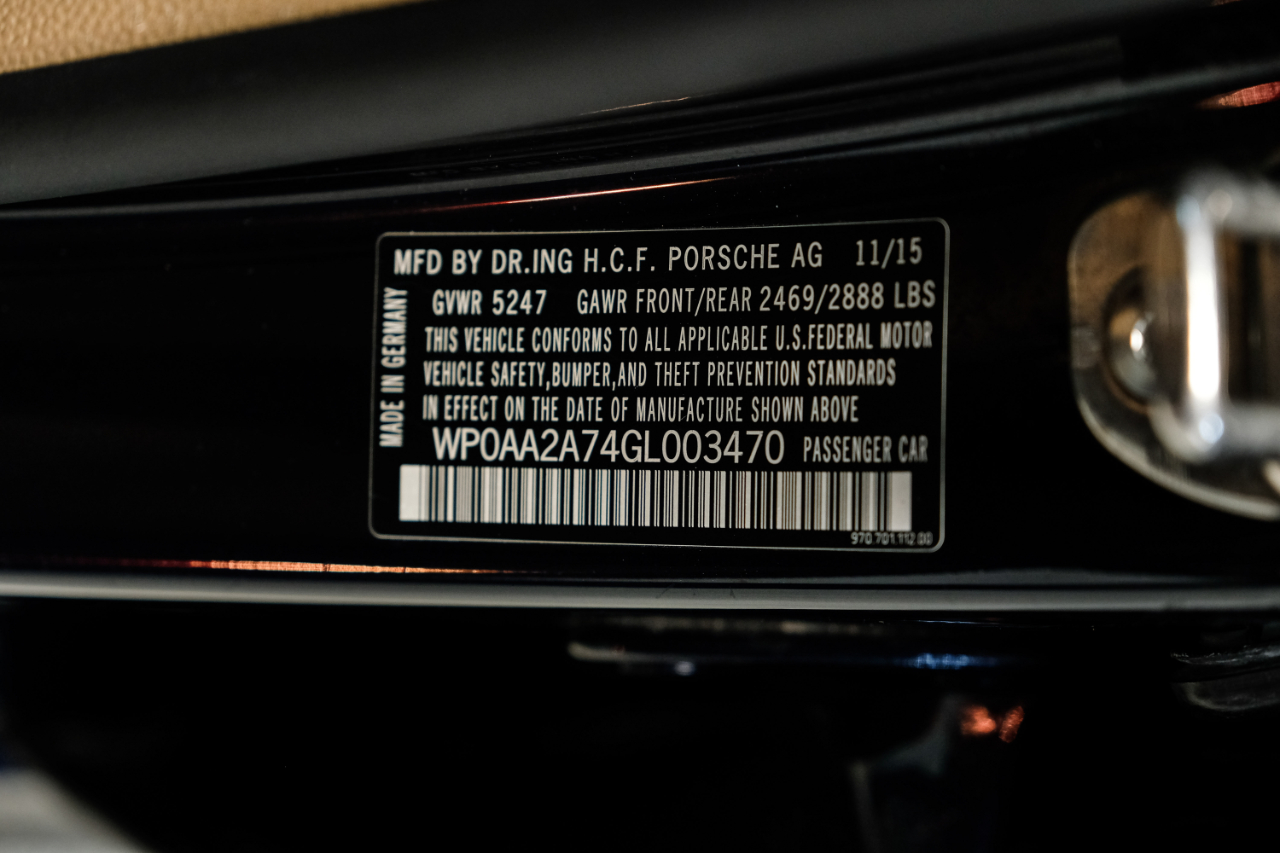 MFD BY DR.ING H.C.F. PORSCHE AG 11/15
GVWR 5247 GAWR FRONT/REAR 2469/2888 LBS
THIS VEHICLE CONFORMS TO ALL APPLICABLE U.S.FEDERAL MOTOR
VEHICLE SAFETY,BUMPER,AND THEFT PREVENTION STANDARDS
IN EFFECT ON THE DATE OF MANUFACTURE SHOWN ABOVE
WP0AA2A74GL003470 PASSENGER CAR
MADE IN GERMANY
970.701.112.00